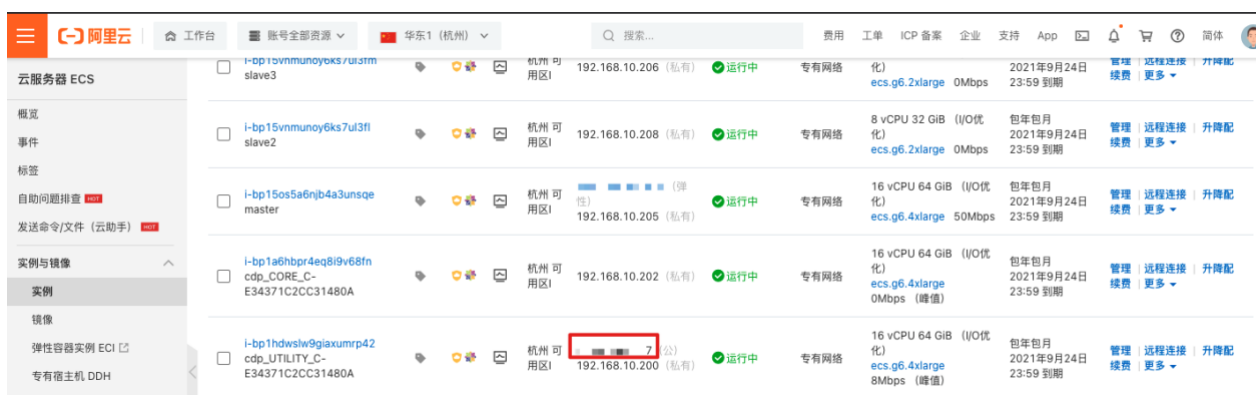 阿里云 工作台 账号全部资源 华东1（杭州） 搜索... 费用 工单 ICP 备案 企业 支持 App 简体
云服务器 ECS
概览
事件
标签
自助问题排查 HOT
发送命令/文件（云助手） HOT
实例与镜像
实例
镜像
弹性容器实例 ECI
专有宿主机 DDH
i-bp15vnmunoy6ks7ul3fm
slave3
杭州 可
用区I
192.168.10.206 （私有）
运行中
专有网络
化）
ecs.g6.2xlarge 0Mbps
2021年9月24日
23:59 到期
管理 远程连接 升降配
续费 更多
i-bp15vnmunoy6ks7ul3fl
slave2
杭州 可
用区I
192.168.10.208 （私有）
运行中
专有网络
8 vCPU 32 GiB （I/O优
化）
ecs.g6.2xlarge 0Mbps
包年包月
2021年9月24日
23:59 到期
管理 远程连接 升降配
续费 更多
i-bp15os5a6njb4a3unsqe
master
杭州 可
用区I
（弹
性）
192.168.10.205 （私有）
运行中
专有网络
16 vCPU 64 GiB （I/O优
化）
ecs.g6.4xlarge 50Mbps
包年包月
2021年9月24日
23:59 到期
管理 远程连接 升降配
续费 更多
i-bp1a6hbpr4eq8i9v68fn
cdp_CORE_C-
E34371C2CC31480A
杭州 可
用区I
192.168.10.202 （私有）
运行中
专有网络
16 vCPU 64 GiB （I/O优
化）
ecs.g6.4xlarge
0Mbps （峰值）
包年包月
2021年9月24日
23:59 到期
管理 远程连接 升降配
续费 更多
i-bp1hdwslw9giaxumrp42
cdp_UTILITY_C-
E34371C2CC31480A
杭州 可
用区I
7 （公）
192.168.10.200 （私有）
运行中
专有网络
16 vCPU 64 GiB （I/O优
化）
ecs.g6.4xlarge
8Mbps （峰值）
包年包月
2021年9月24日
23:59 到期
管理 远程连接 升降配
续费 更多